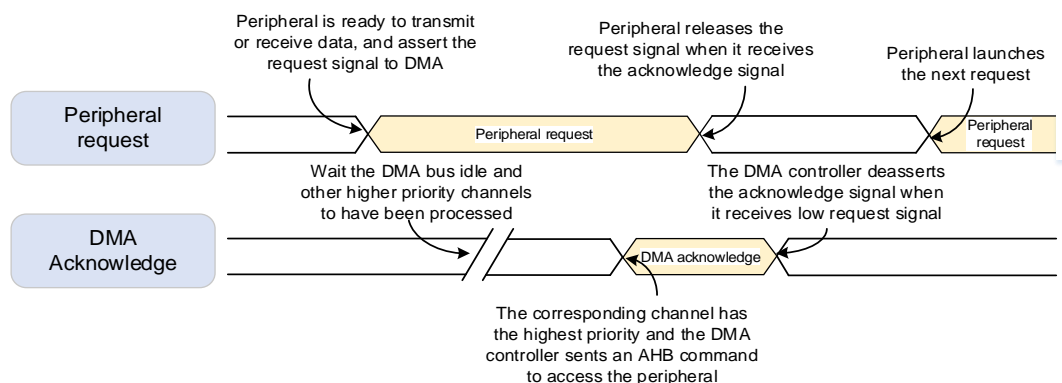 Peripheral is ready to transmit
or receive data, and assert the
request signal to DMA
Peripheral releases the
request signal when it receives
the acknowledge signal
Peripheral launches
the next request
Peripheral
request
Peripheral request
Peripheral
request
Wait the DMA bus idle and
other higher priority channels
to have been processed
The DMA controller deasserts
the acknowledge signal when
it receives low request signal
DMA
Acknowledge
DMA acknowledge
The corresponding channel has
the highest priority and the DMA
controller sents an AHB command
to access the peripheral